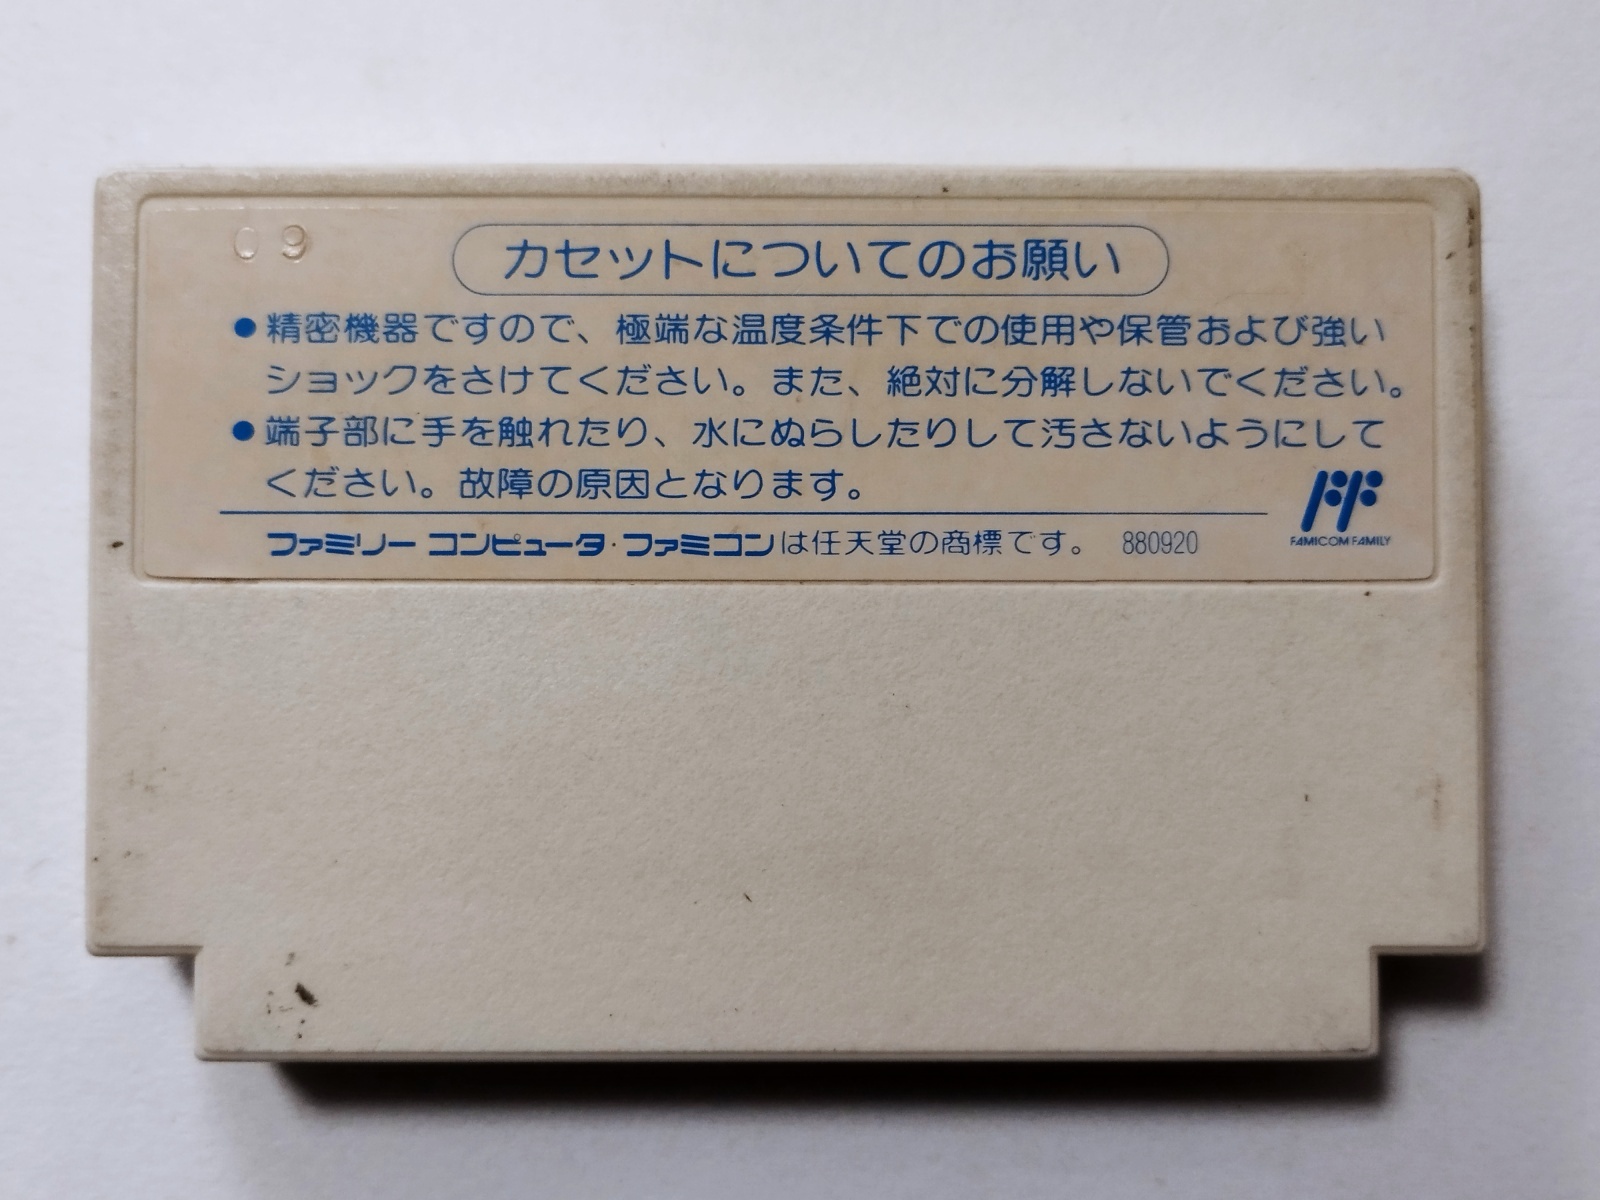 09
カセットについてのお願い
●精密機器ですので、極端な温度条件下での使用や保管および強い
ショックをさけてください。また、絶対に分解しないでください。
●端子部に手を触れたり、水にぬらしたりして汚さないようにして
ください。故障の原因となります。
ファミリー コンピュータ・ファミコンは任天堂の商標です。 880920
FAMICOM FAMILY